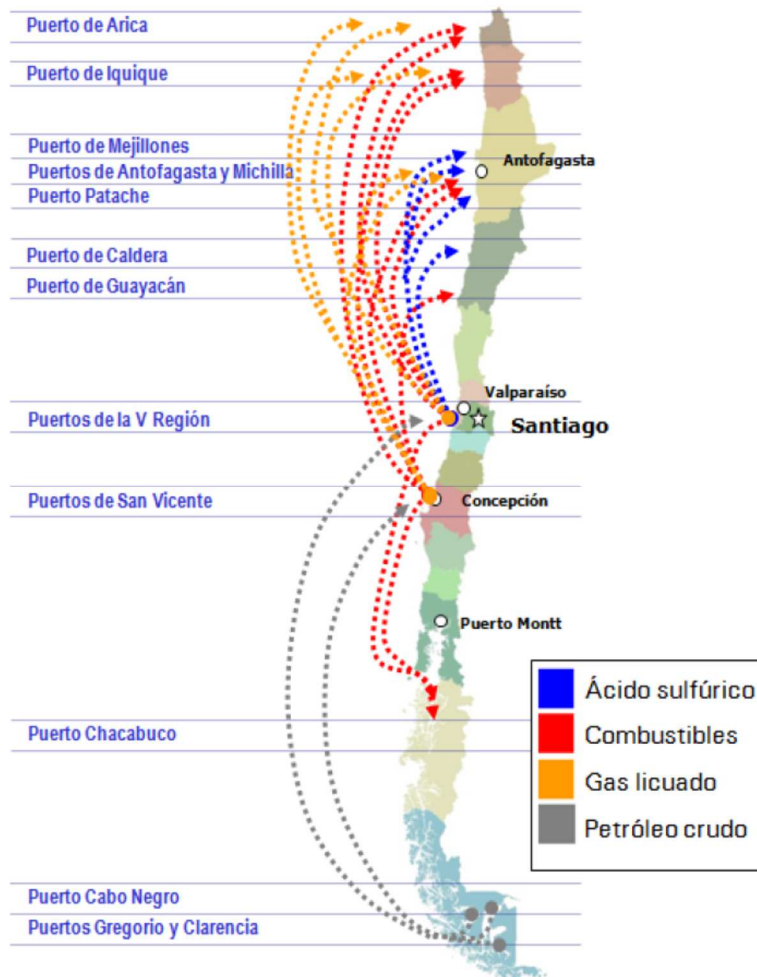 Puerto de Arica
Puerto de Iquique
Puerto de Mejillones
Antofagasta
Puertos de Antofagasta y Michilla
Puerto Patache
Puerto de Caldera
Puerto de Guayacán
Valparaíso
Puertos de la V Región
Santiago
Puertos de San Vicente
Concepción
Puerto Montt
Ácido sulfúrico
Combustibles
Gas licuado
Petróleo crudo
Puerto Chacabuco
Puerto Cabo Negro
Puertos Gregorio y Clarencia